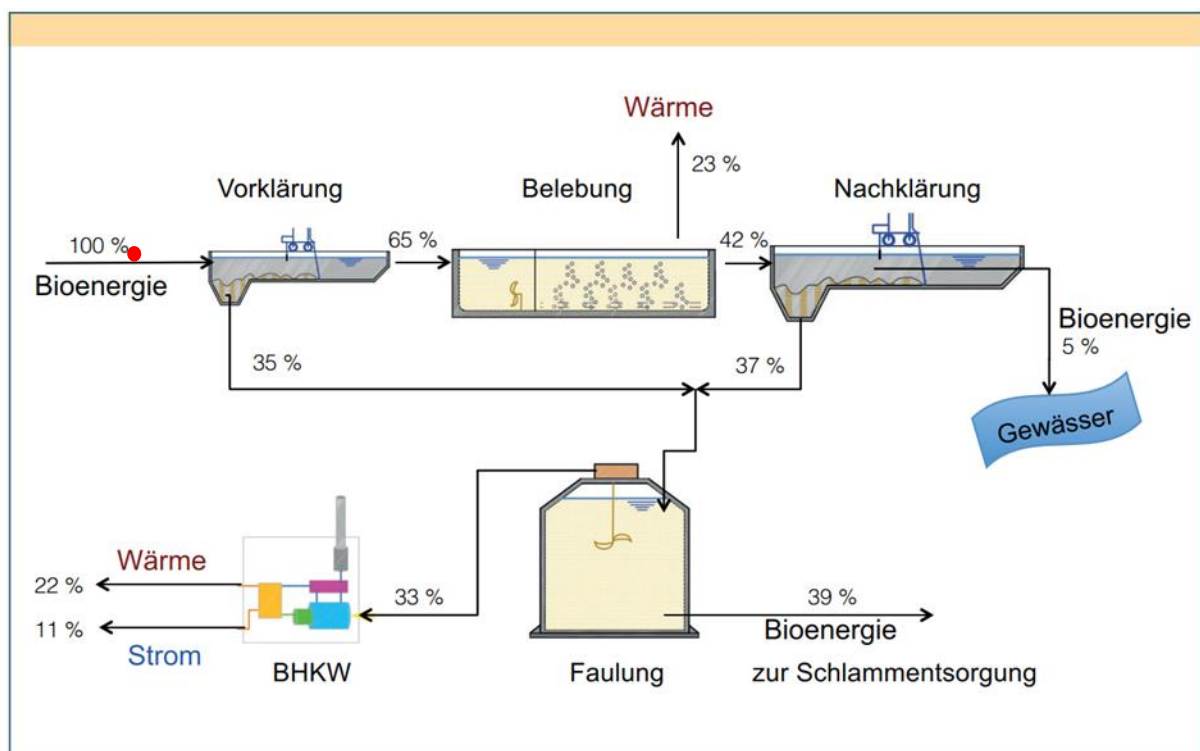 Wärme
23 %
Vorklärung
Belebung
Nachklärung
100 %
65 %
42 %
Bioenergie
Bioenergie
5 %
35 %
37 %
Gewässer
Wärme
22 %
33 %
39 %
11 %
Bioenergie
Strom
BHKW
Faulung
zur Schlammentsorgung